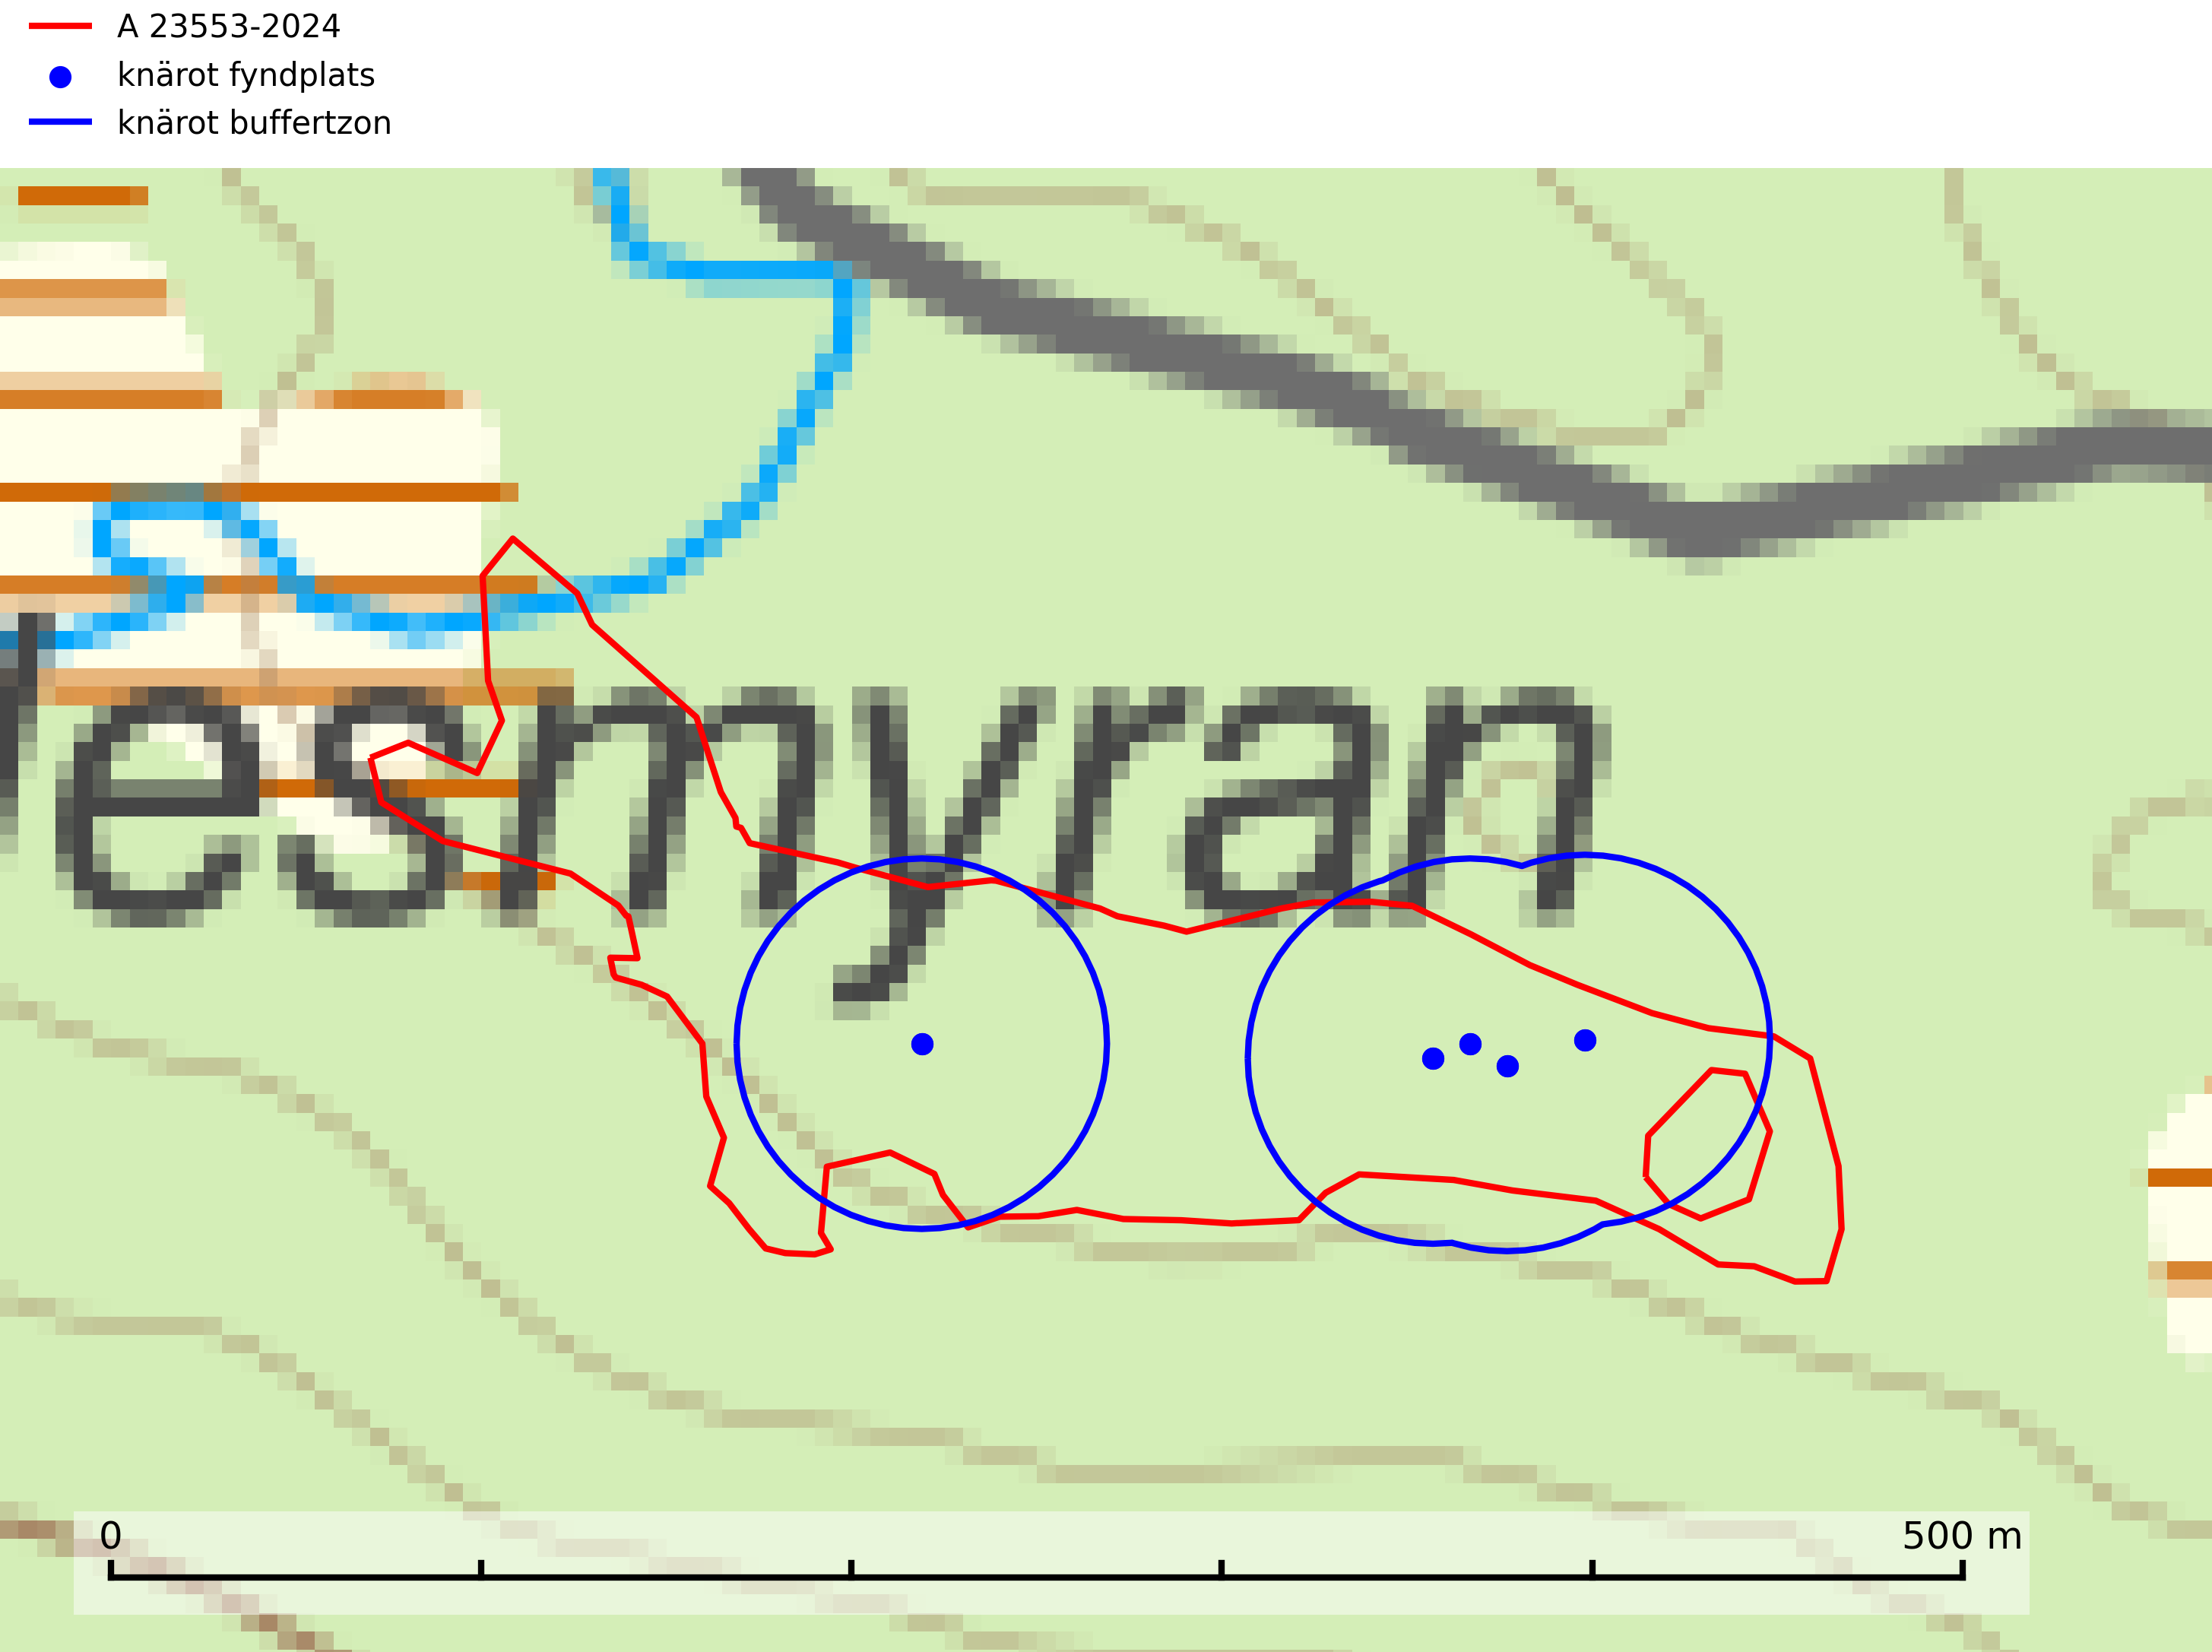 A 23553-2024
knärot fyndplats
knärot buffertzon
esmyran
0 500 m